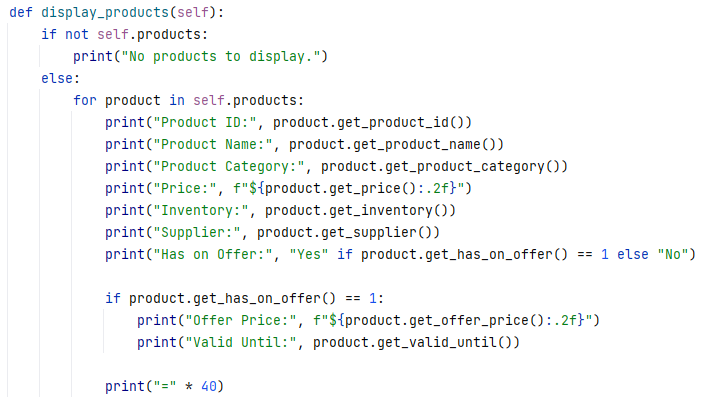 def display_products(self):
    if not self.products:
        print("No products to display.")
    else:
        for product in self.products:
            print("Product ID:", product.get_product_id())
            print("Product Name:", product.get_product_name())
            print("Product Category:", product.get_product_category())
            print("Price:", f"${product.get_price():.2f}")
            print("Inventory:", product.get_inventory())
            print("Supplier:", product.get_supplier())
            print("Has on Offer:", "Yes" if product.get_has_on_offer() == 1 else "No")

            if product.get_has_on_offer() == 1:
                print("Offer Price:", f"${product.get_offer_price():.2f}")
                print("Valid Until:", product.get_valid_until())

            print("=" * 40)